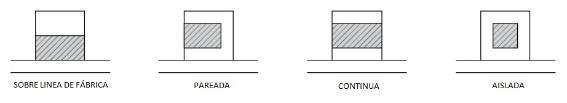 SOBRE LINEA DE FÁBRICA
PAREADA
CONTINUA
AISLADA